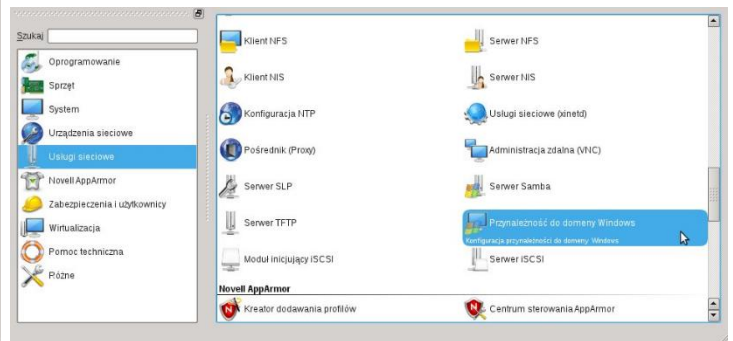 Szukaj
Oprogramowanie
Sprzęt
System
Urządzenia sieciowe
Usługi sieciowe
Novell AppArmor
Zabezpieczenia i użytkownicy
Wirtualizacja
Pomoc techniczna
Różne
Klient NFS
Serwer NFS
Klient NIS
Serwer NIS
Konfiguracja NTP
Usługi sieciowe (xinetd)
Pośrednik (Proxy)
Administracja zdalna (VNC)
Serwer SLP
Serwer Samba
Serwer TFTP
Przynależność do domeny Windows
Konfiguracja przynależności do domeny Windows
Moduł inicjujący iSCSI
Serwer iSCSI
Novell AppArmor
Kreator dodawania profilów
Centrum sterowania AppArmor